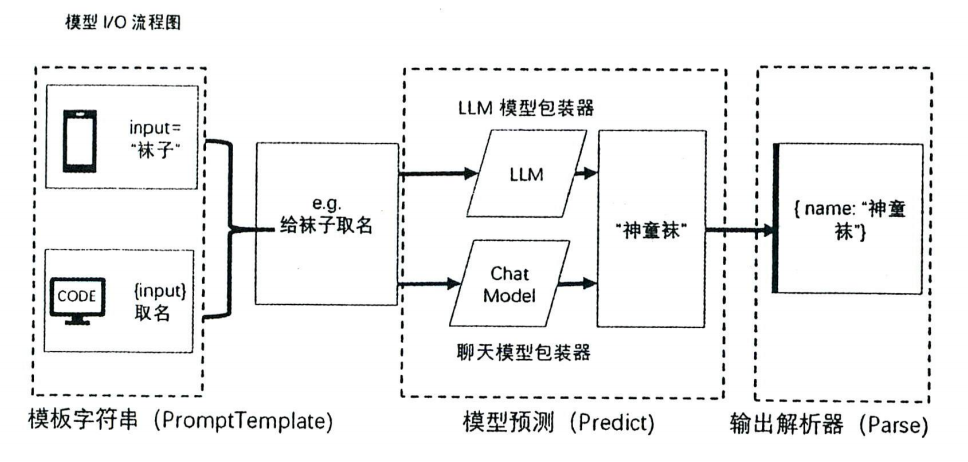 模型 I/O 流程图
input=
“袜子”
CODE
{input}
取名
e.g.
给袜子取名
LLM 模型包装器
LLM
Chat
Model
聊天模型包装器
“神童袜”
{ name: “神童
袜”}
模板字符串（PromptTemplate)
模型预测（Predict)
输出解析器（Parse)